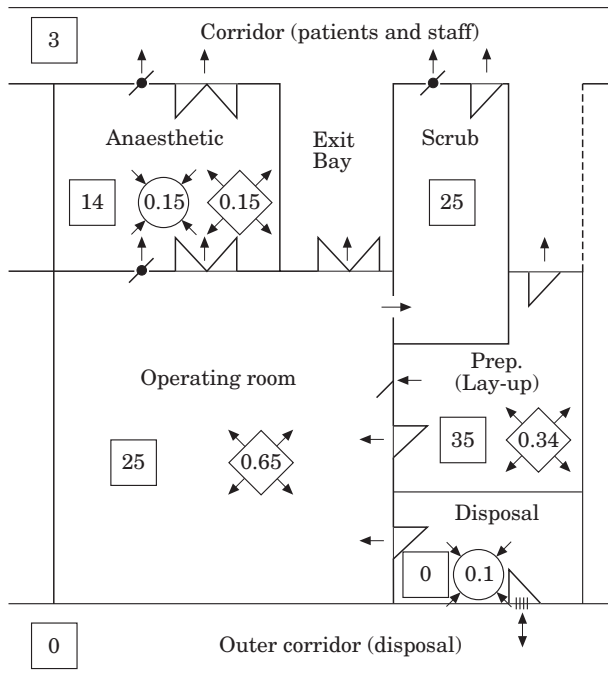 3
Corridor (patients and staff)
Anaesthetic
Exit
Bay
Scrub
14
0.15
0.15
25
Operating room
Prep.
(Lay-up)
25
0.65
35
0.34
Disposal
0
0.1
0
Outer corridor (disposal)